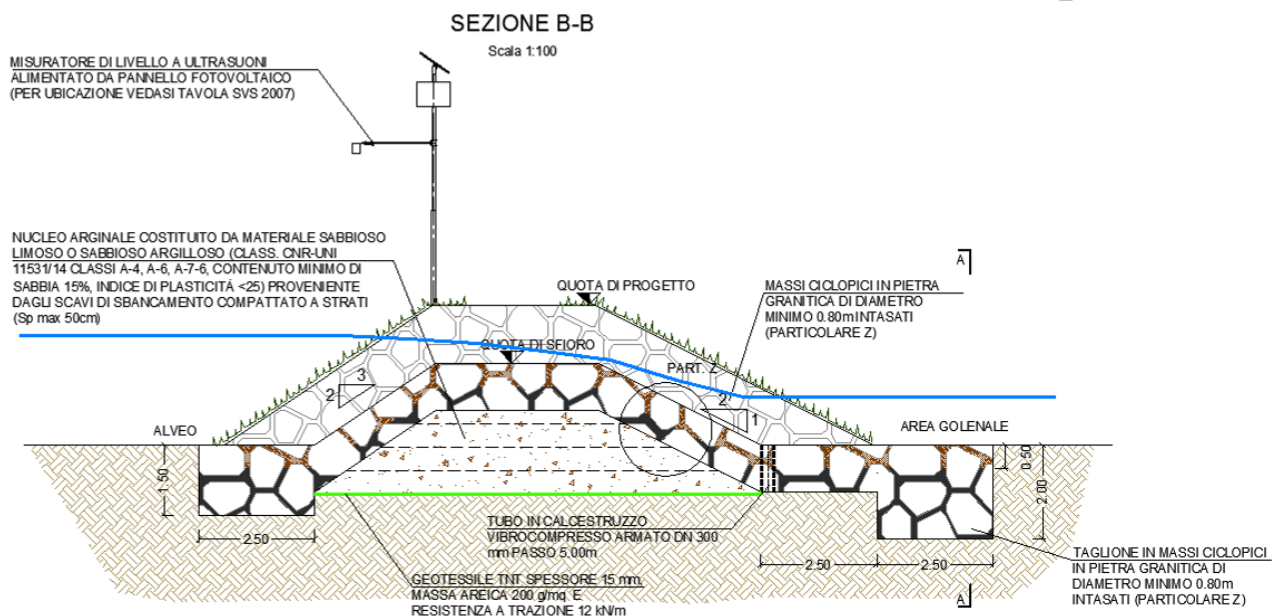 SEZIONE B-B
Scala 1:100
MISURATORE DI LIVELLO A ULTRASUONI
ALIMENTATO DA PANNELLO FOTOVOLTAICO
(PER UBICAZIONE VEDASI TAVOLA SVS 2007)
NUCLEO ARGINALE COSTITUITO DA MATERIALE SABBIOSO
LIMOSO O SABBIOSO ARGILLOSO (CLASS. CNR-UNI
11531/14 CLASSI A-4, A-6, A-7-6, CONTENUTO MINIMO DI
SABBIA 15%, INDICE DI PLASTICITÁ <25) PROVENIENTE
DAGLI SCAVI DI SBANCAMENTO COMPATTATO A STRATI
(Sp max 50cm)
QUOTA DI PROGETTO
MASSI CICLOPICI IN PIETRA
GRANITICA DI DIAMETRO
MINIMO 0.80m INTASATI
(PARTICOLARE Z)
A
QUOTA DI SFIORO
PART. Z
3
2
2
1
ALVEO
AREA GOLENALE
1.50
0.50
2.00
2.50
TUBO IN CALCESTRUZZO
VIBROCOMPRESSO ARMATO DN 300
mm PASSO 5.00m
2.50
2.50
GEOTESSILE TNT SPESSORE 15 mm,
MASSA AREICA 200 g/mq, E
RESISTENZA A TRAZIONE 12 kN/m
TAGLIONE IN MASSI CICLOPICI
IN PIETRA GRANITICA DI
DIAMETRO MINIMO 0.80m
INTASATI (PARTICOLARE Z)
A